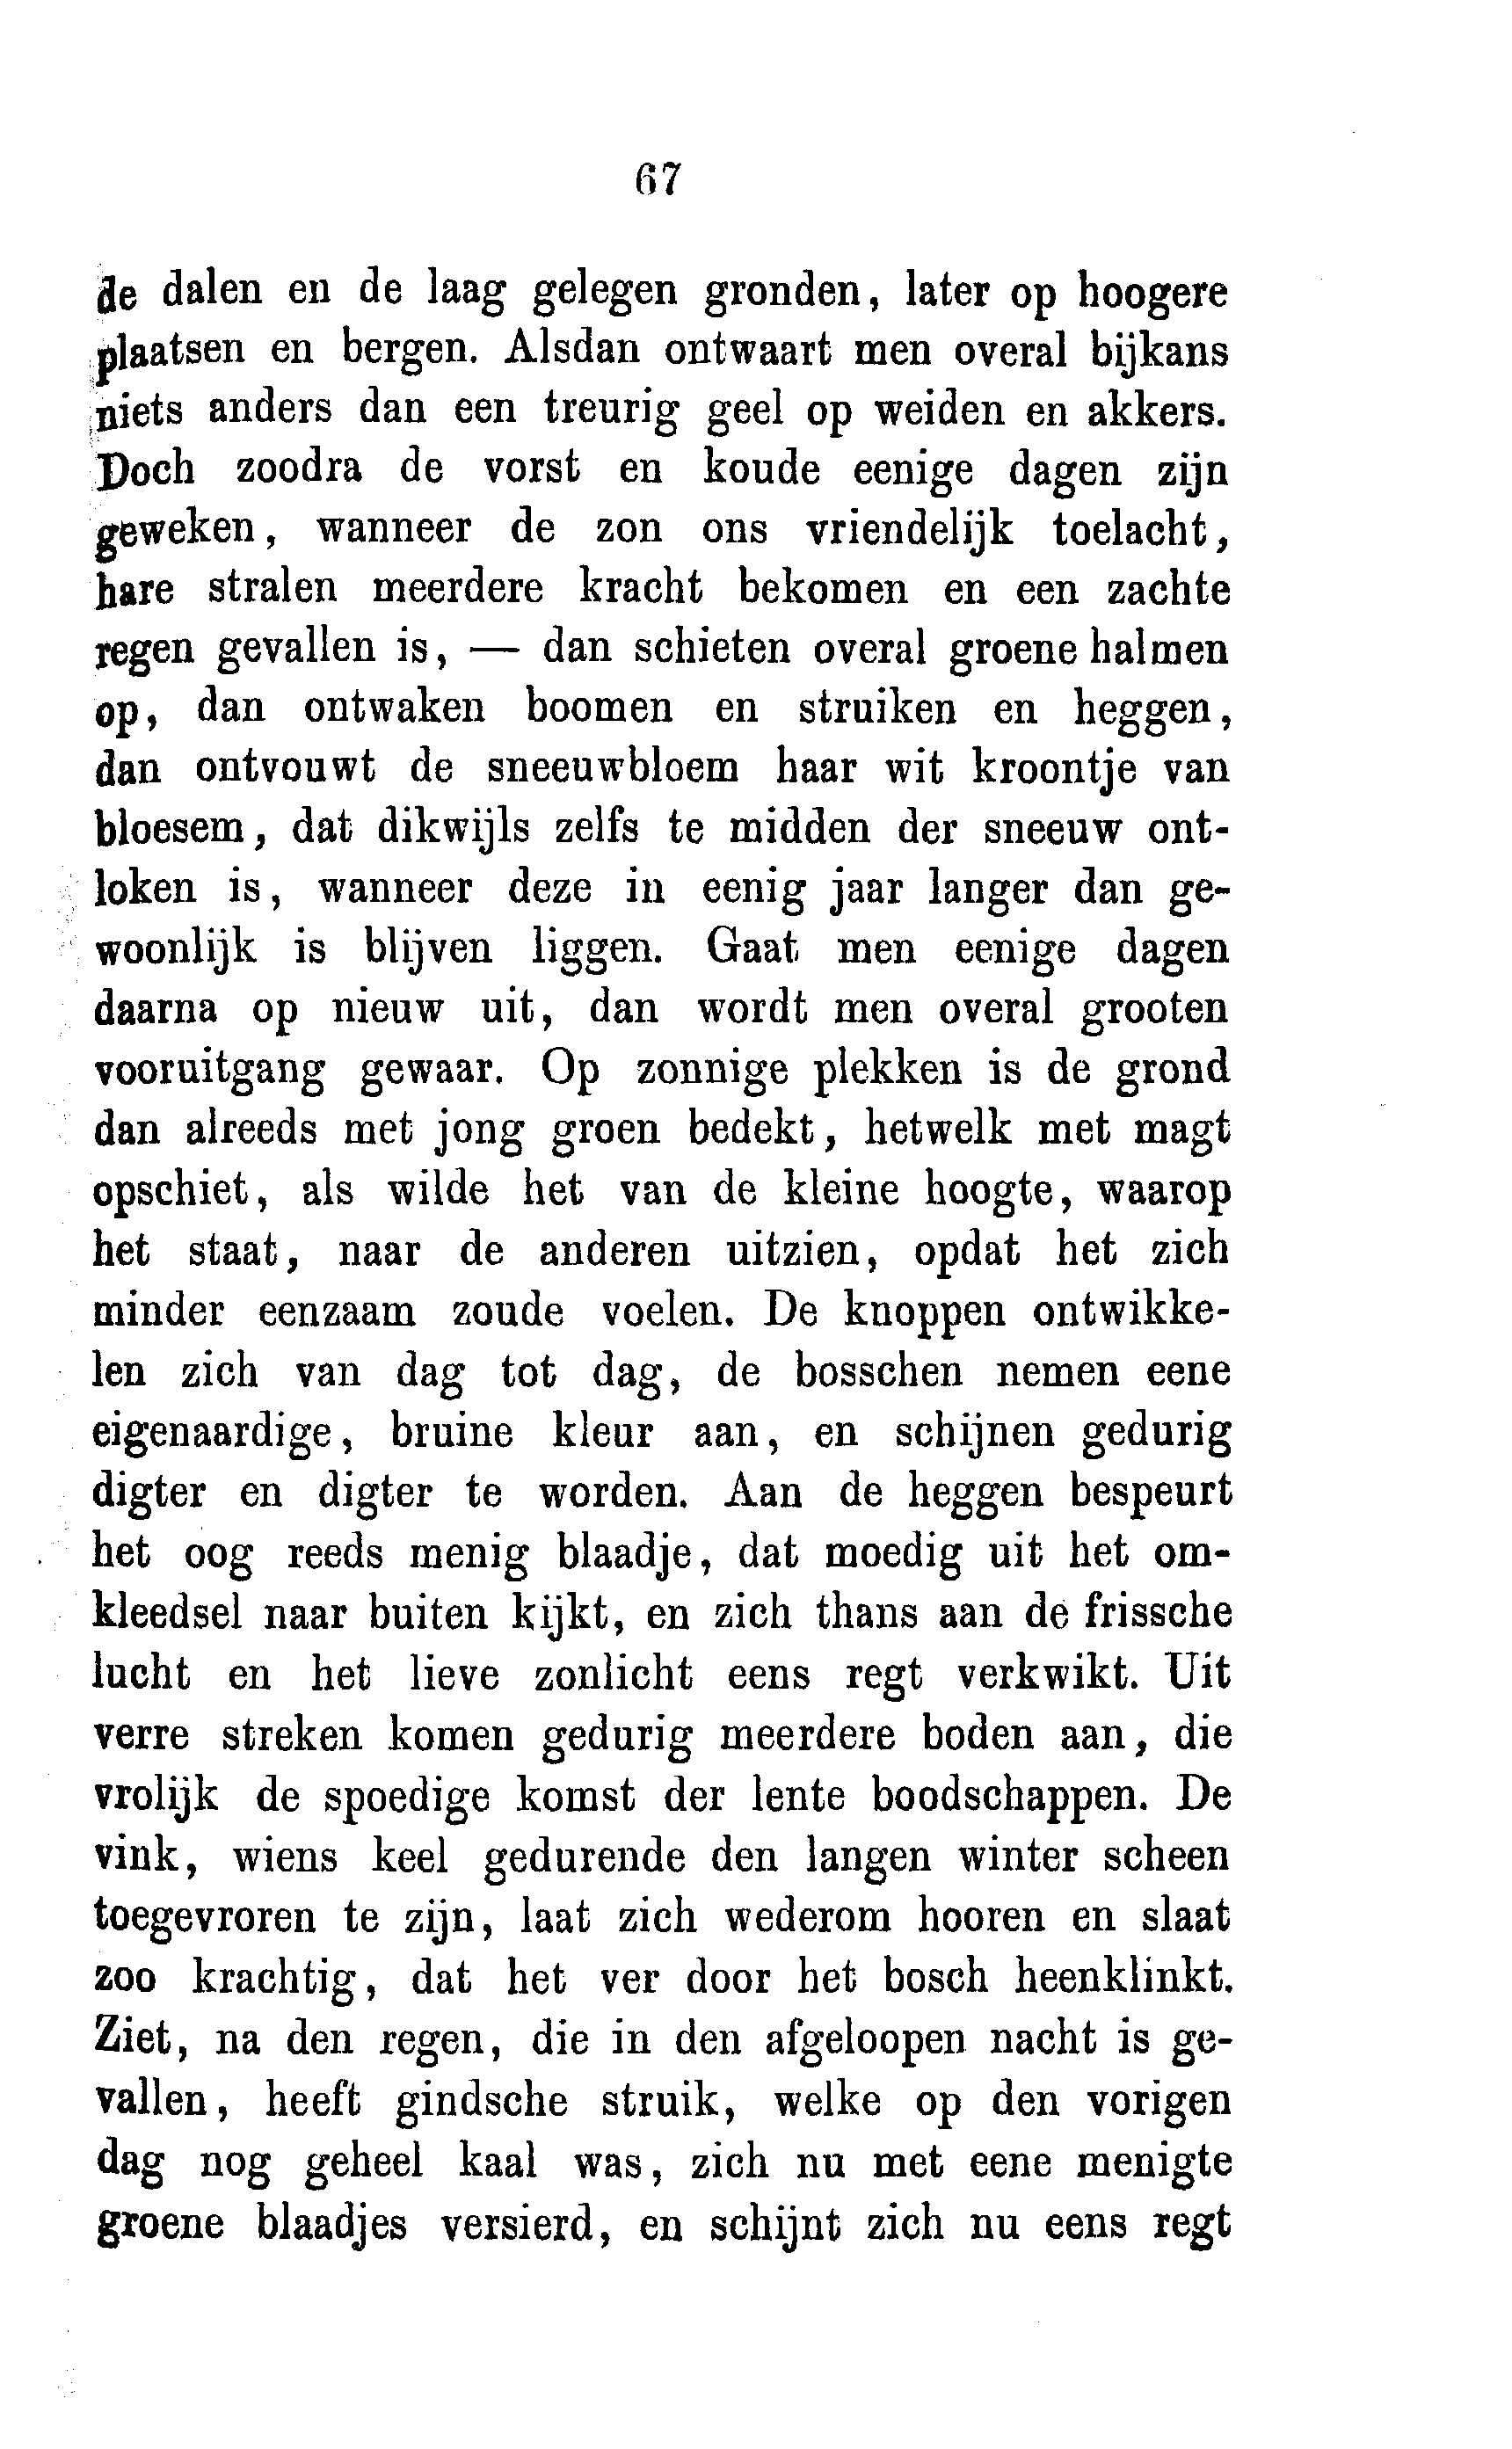 67
de dalen en de laag gelegen gronden, later op hoogere
plaatsen en bergen. Alsdan ontwaart men overal bijkans
niets anders dan een treurig geel op weiden en akkers.
Doch zoodra de vorst en koude eenige dagen zijn
geweken, wanneer de zon ons vriendelijk toelacht,
hare stralen meerdere kracht bekomen en een zachte
regen gevallen is, — dan schieten overal groene halmen
op, dan ontwaken boomen en struiken en heggen,
dan ontvouwt de sneeuwbloem haar wit kroontje van
bloesem, dat dikwijls zelfs te midden der sneeuw ont-
loken is, wanneer deze in eenig jaar langer dan ge-
woonlijk is blijven liggen. Gaat men eenige dagen
daarna op nieuw uit, dan wordt men overal grooten
vooruitgang gewaar. Op zonnige plekken is de grond
dan alreeds met jong groen bedekt, hetwelk met magt
opschiet, als wilde het van de kleine hoogte, waarop
het staat, naar de anderen uitzien, opdat het zich
minder eenzaam zoude voelen. De knoppen ontwikke-
len zich van dag tot dag, de bosschen nemen eene
eigenaardige, bruine kleur aan, en schijnen gedurig
digter en digter te worden. Aan de heggen bespeurt
het oog reeds menig blaadje, dat moedig uit het om-
kleedsel naar buiten kijkt, en zich thans aan de frissche
lucht en het lieve zonlicht eens regt verkwikt. Uit
verre streken komen gedurig meerdere boden aan, die
vrolijk de spoedige komst der lente boodschappen. De
vink, wiens keel gedurende den langen winter scheen
toegevroren te zijn, laat zich wederom hooren en slaat
zoo krachtig, dat het ver door het bosch heenklinkt.
Ziet, na den regen, die in den afgeloopen nacht is ge-
vallen, heeft gindsche struik, welke op den vorigen
dag nog geheel kaal was, zich nu met eene menigte
groene blaadjes versierd, en schijnt zich nu eens regt